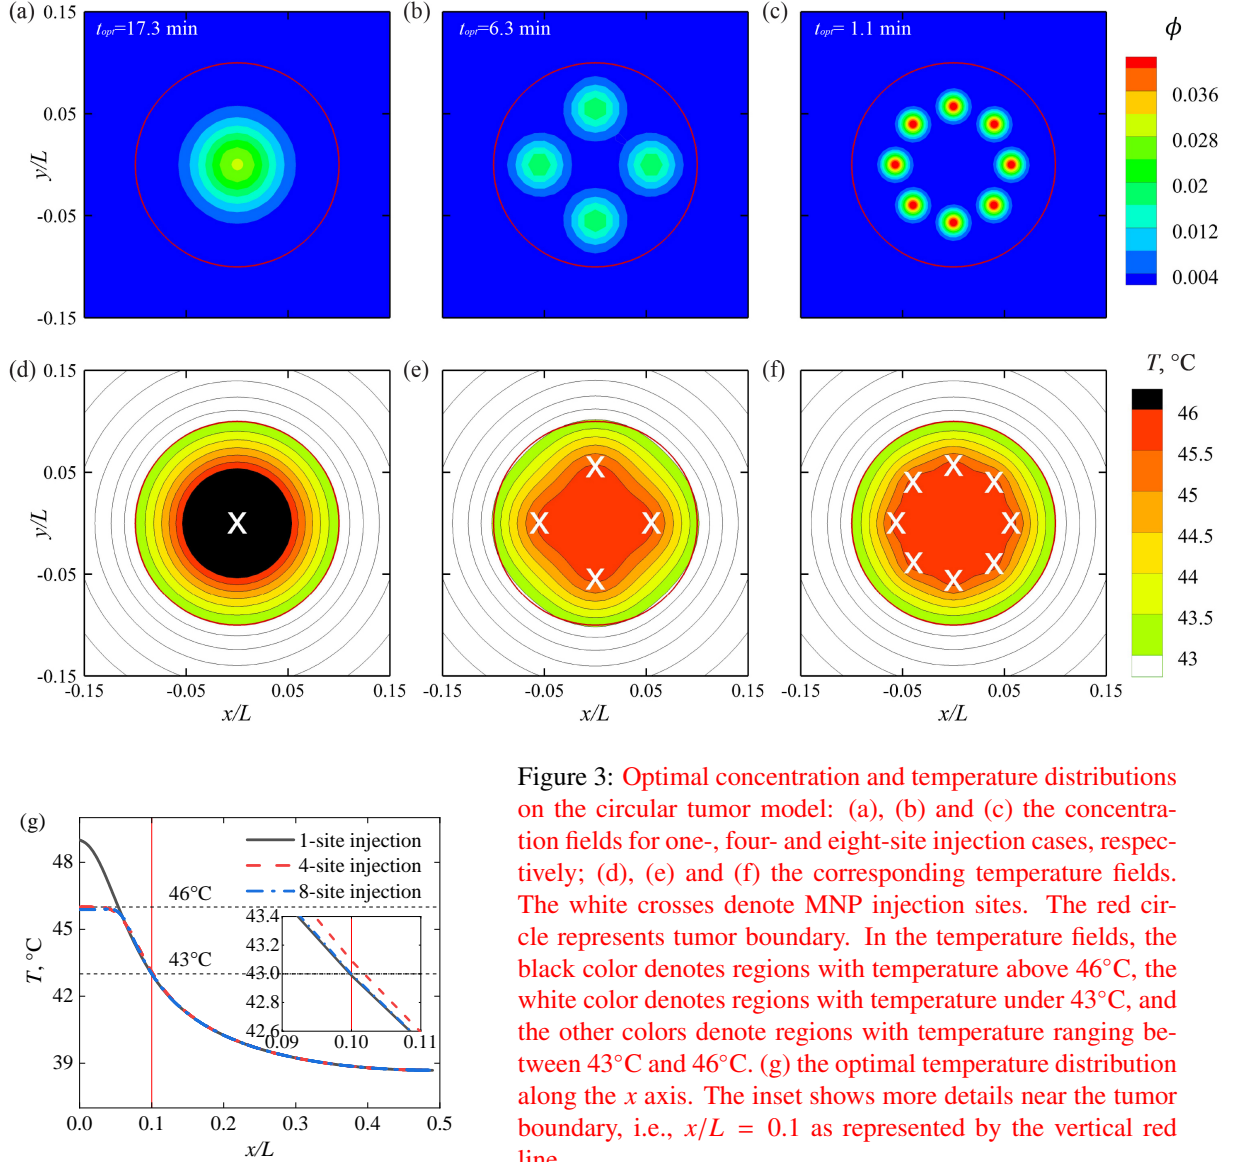 (a) (b) (c)
t_opt=17.3 min t_opt=6.3 min t_opt= 1.1 min ϕ
0.15
0.05
-0.05
-0.15
y/L
0.036
0.028
0.02
0.012
0.004
(d) (e) (f) T, °C
0.15
0.05
-0.05
-0.15
y/L
X
X X X X
X X X X X X X X
46
45.5
45
44.5
44
43.5
43
-0.15 -0.05 0.05 -0.15 -0.05 0.05 -0.15 -0.05 0.05 0.15
x/L x/L x/L
(g)
1-site injection
4-site injection
8-site injection
46°C
43°C
48
45
42
39
T, °C
43.4
43.2
43.0
42.8
42.6
0.09 0.10 0.11
0.0 0.1 0.2 0.3 0.4 0.5
x/L
Figure 3: Optimal concentration and temperature distributions
on the circular tumor model: (a), (b) and (c) the concentra-
tion fields for one-, four- and eight-site injection cases, respec-
tively; (d), (e) and (f) the corresponding temperature fields.
The white crosses denote MNP injection sites. The red cir-
cle represents tumor boundary. In the temperature fields, the
black color denotes regions with temperature above 46°C, the
white color denotes regions with temperature under 43°C, and
the other colors denote regions with temperature ranging be-
tween 43°C and 46°C. (g) the optimal temperature distribution
along the x axis. The inset shows more details near the tumor
boundary, i.e., x/L = 0.1 as represented by the vertical red
line